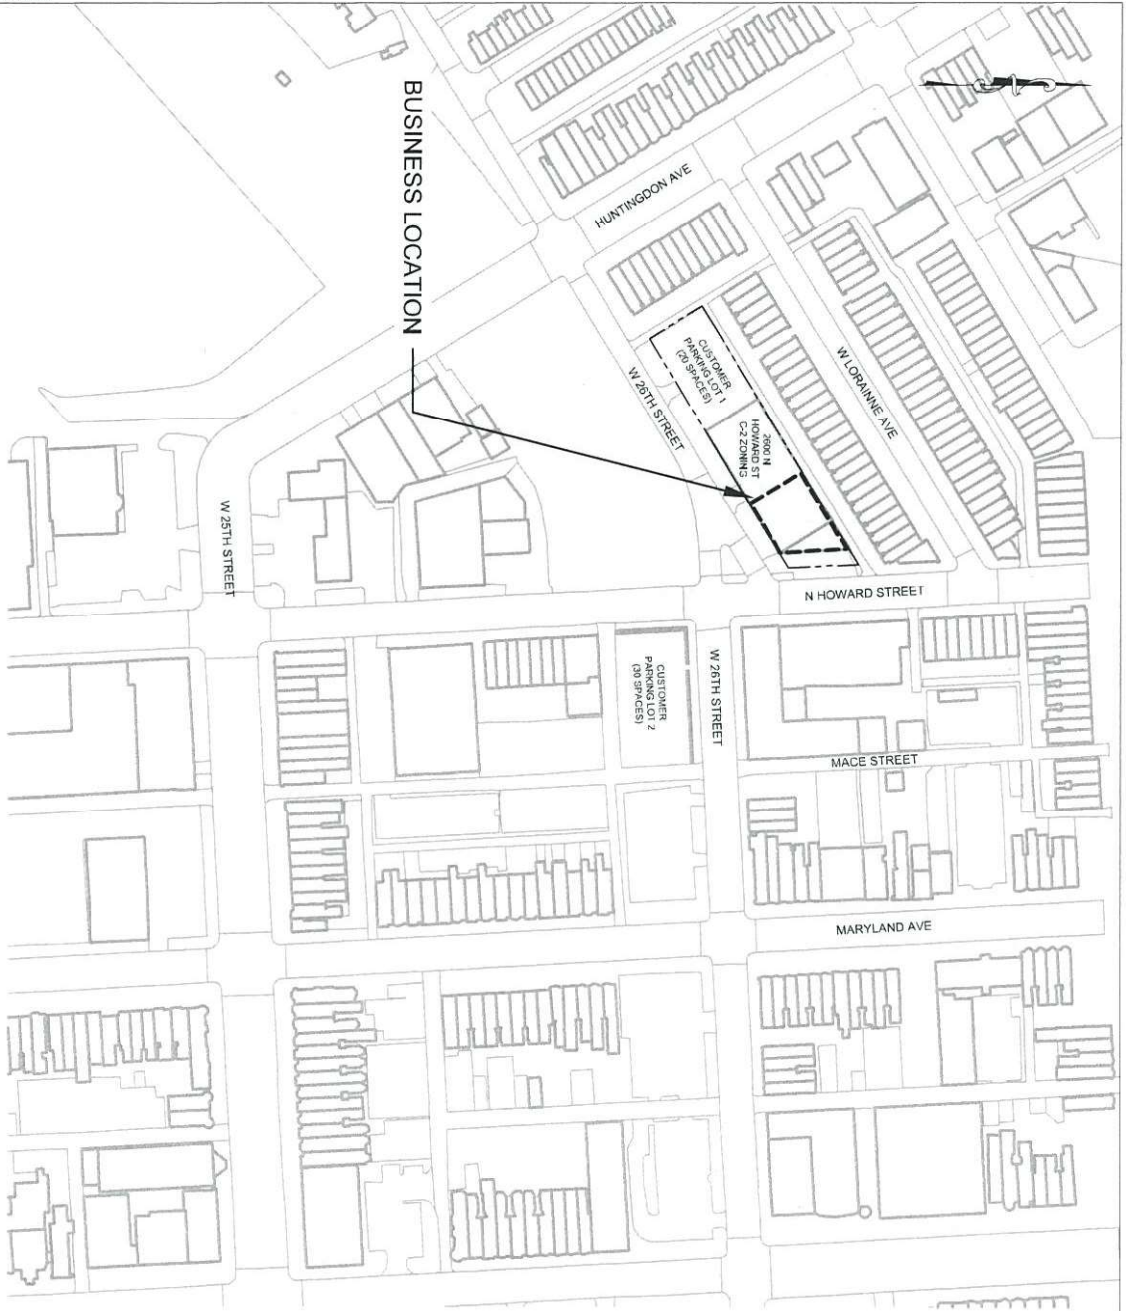 BUSINESS LOCATION
HUNTINGDON AVE
W LORAINNE AVE
CUSTOMER
PARKING LOT 1
(20 SPACES)
2600 N
HOWARD ST
C-2 ZONING
W 26TH STREET
W 25TH STREET
N HOWARD STREET
CUSTOMER
PARKING LOT 2
(30 SPACES)
W 26TH STREET
MACE STREET
MARYLAND AVE